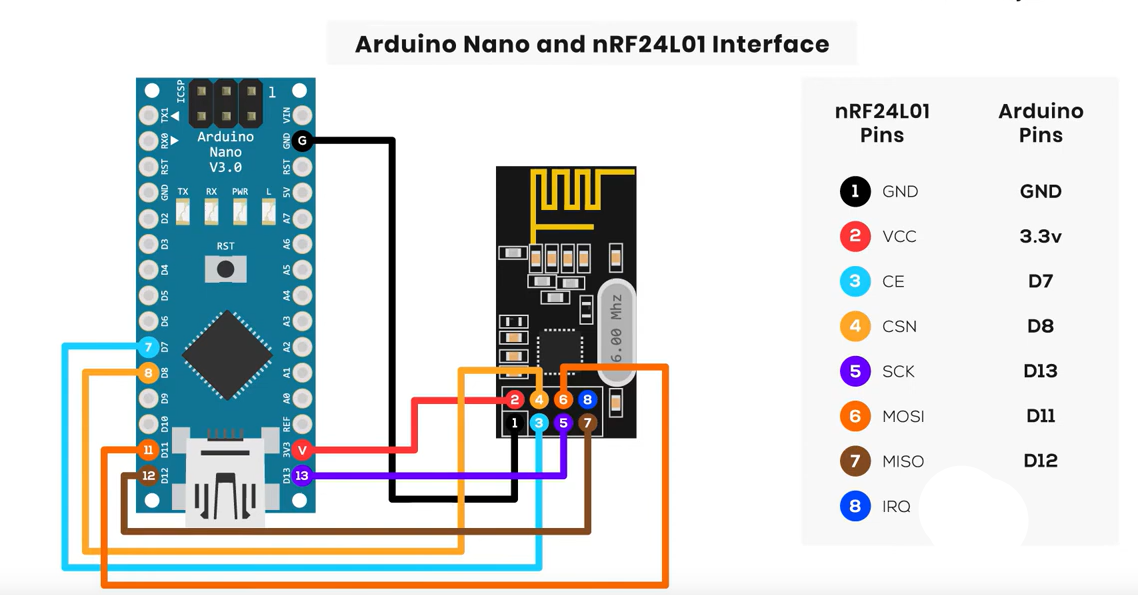 Arduino Nano and nRF24L01 Interface
ICSP
1
TX1
RX0
RST
GND
D2
D3
D4
D5
D6
D7
D8
D9
D10
D11
D12
Arduino
Nano
V3.0
TX RX PWR L
RST
VIN
GND
RST
5V
A7
A6
A5
A4
A3
A2
A1
A0
REF
3V3
D13
7
8
11
12
G
V
13
6.00 Mhz
2 4 6 8
1 3 5 7
nRF24L01 Arduino
Pins Pins
1 GND GND
2 VCC 3.3v
3 CE D7
4 CSN D8
5 SCK D13
6 MOSI D11
7 MISO D12
8 IRQ